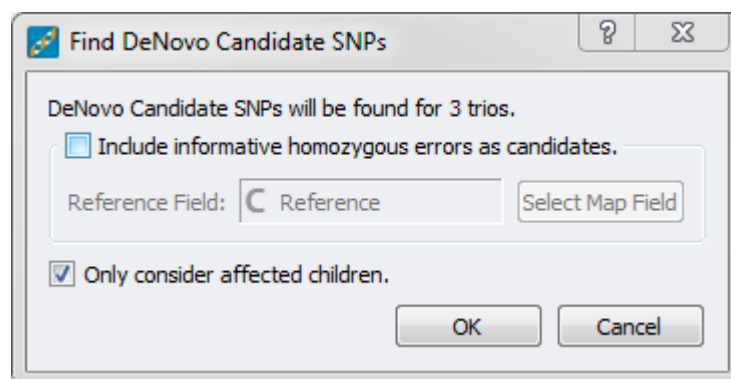 Find DeNovo Candidate SNPs
DeNovo Candidate SNPs will be found for 3 trios.
Include informative homozygous errors as candidates.
Reference Field: C Reference Select Map Field
Only consider affected children.
OK Cancel